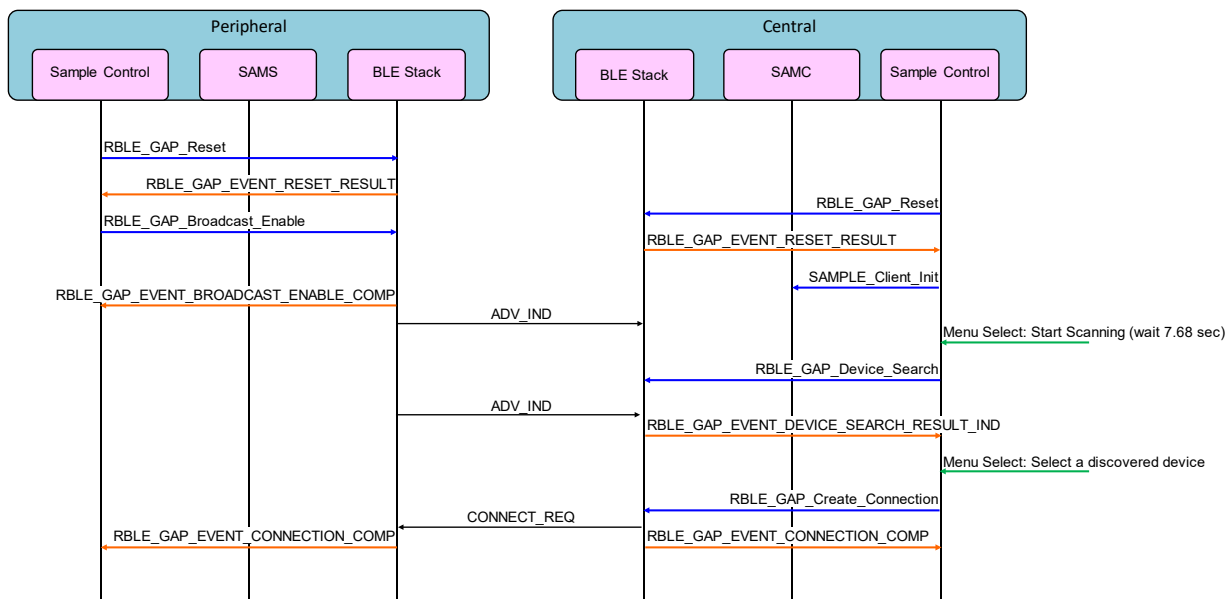 Peripheral
Central
Sample Control
SAMS
BLE Stack
BLE Stack
SAMC
Sample Control
RBLE_GAP_Reset
RBLE_GAP_EVENT_RESET_RESULT
RBLE_GAP_Reset
RBLE_GAP_Broadcast_Enable
RBLE_GAP_EVENT_RESET_RESULT
SAMPLE_Client_Init
RBLE_GAP_EVENT_BROADCAST_ENABLE_COMP
ADV_IND
Menu Select: Start Scanning (wait 7.68 sec)
RBLE_GAP_Device_Search
ADV_IND
RBLE_GAP_EVENT_DEVICE_SEARCH_RESULT_IND
Menu Select: Select a discovered device
RBLE_GAP_Create_Connection
CONNECT_REQ
RBLE_GAP_EVENT_CONNECTION_COMP
RBLE_GAP_EVENT_CONNECTION_COMP